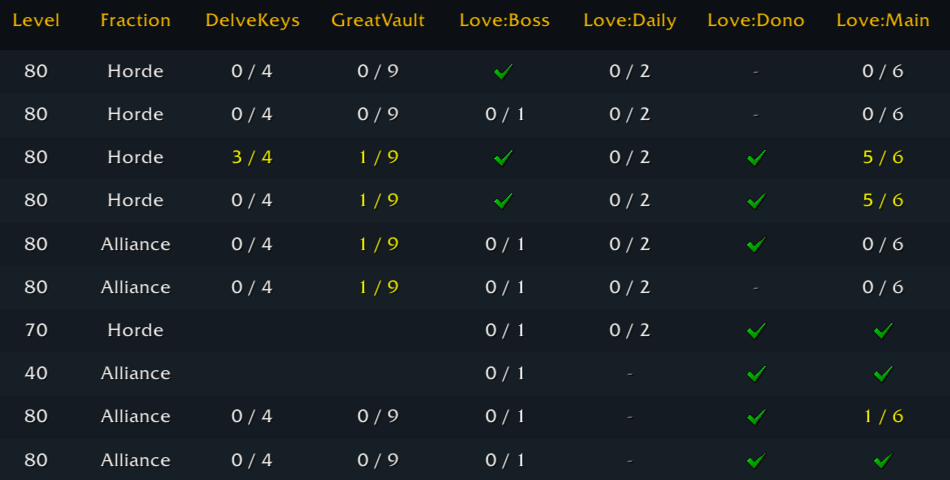 Level Fraction DelveKeys GreatVault Love:Boss Love:Daily Love:Dono Love:Main
80 Horde 0 / 4 0 / 9 ✓ 0 / 2 - 0 / 6
80 Horde 0 / 4 0 / 9 0 / 1 0 / 2 - 0 / 6
80 Horde 3 / 4 1 / 9 ✓ 0 / 2 ✓ 5 / 6
80 Horde 0 / 4 1 / 9 ✓ 0 / 2 ✓ 5 / 6
80 Alliance 0 / 4 1 / 9 0 / 1 0 / 2 ✓ 0 / 6
80 Alliance 0 / 4 1 / 9 0 / 1 0 / 2 - 0 / 6
70 Horde 0 / 1 0 / 2 ✓ ✓
40 Alliance 0 / 1 - ✓ ✓
80 Alliance 0 / 4 0 / 9 0 / 1 - ✓ 1 / 6
80 Alliance 0 / 4 0 / 9 0 / 1 - ✓ ✓